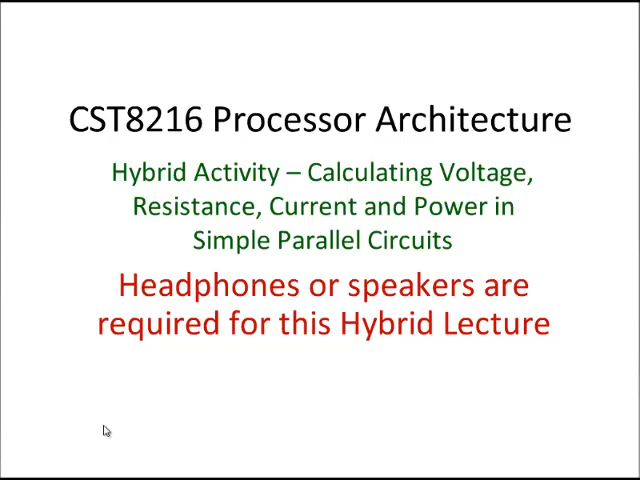 CST8216 Processor Architecture
Hybrid Activity – Calculating Voltage,
Resistance, Current and Power in
Simple Parallel Circuits
Headphones or speakers are
required for this Hybrid Lecture